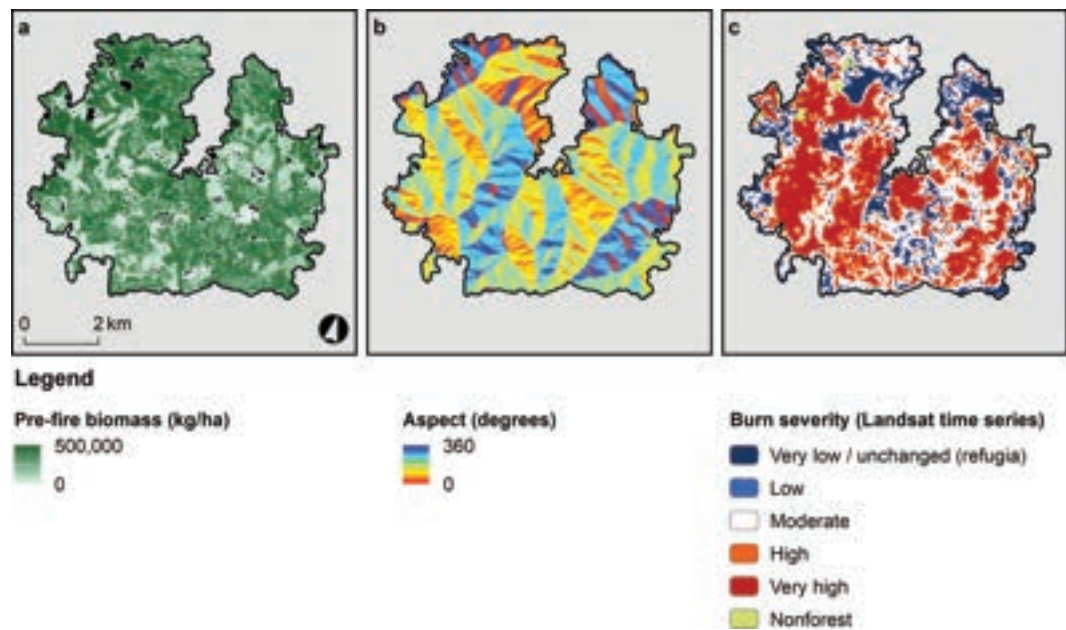 a
b
c
0 2 km
Legend
Pre-fire biomass (kg/ha)
500,000
0
Aspect (degrees)
360
0
Burn severity (Landsat time series)
Very low / unchanged (refugia)
Low
Moderate
High
Very high
Nonforest